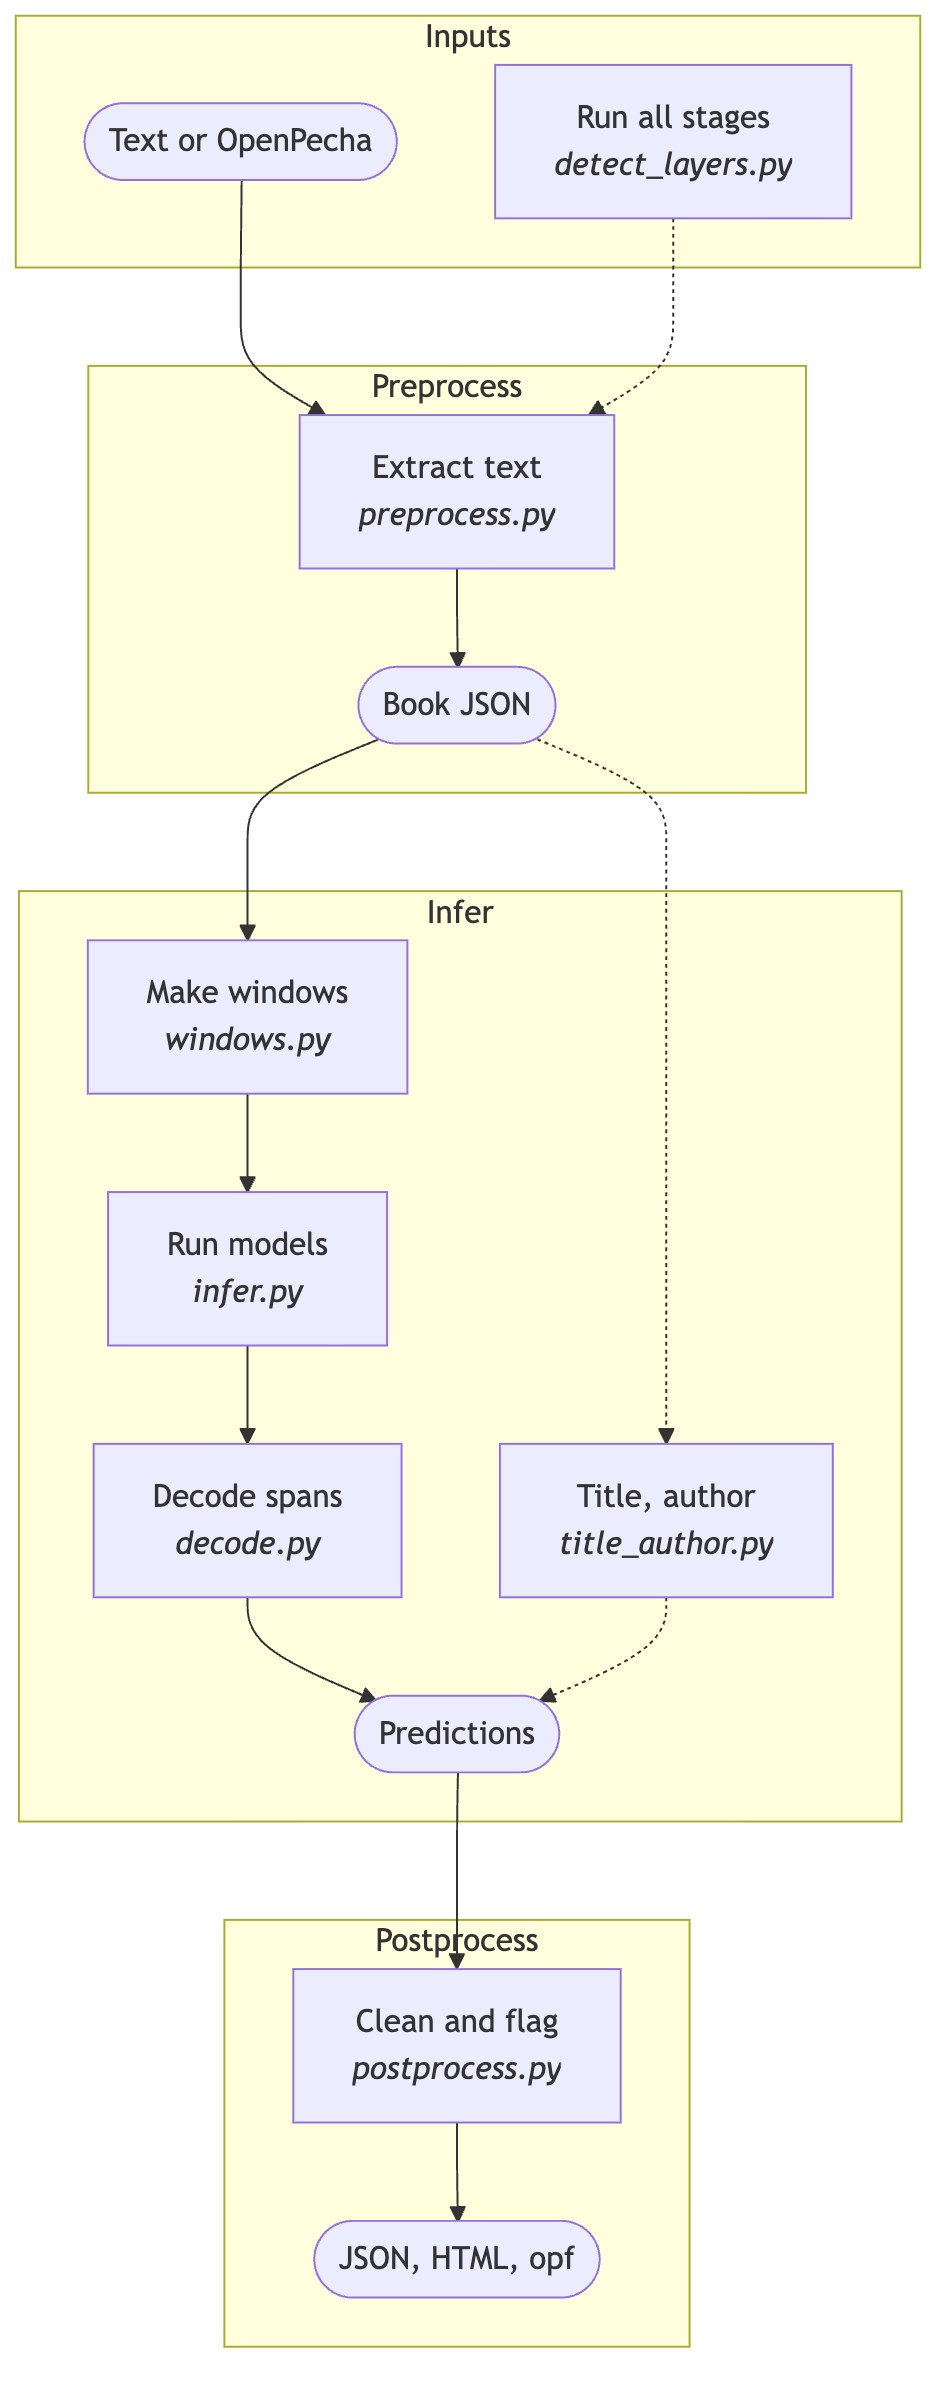 Inputs
Text or OpenPecha
Run all stages
detect_layers.py
Preprocess
Extract text
preprocess.py
Book JSON
Infer
Make windows
windows.py
Run models
infer.py
Decode spans
decode.py
Title, author
title_author.py
Predictions
Postprocess
Clean and flag
postprocess.py
JSON, HTML, opf